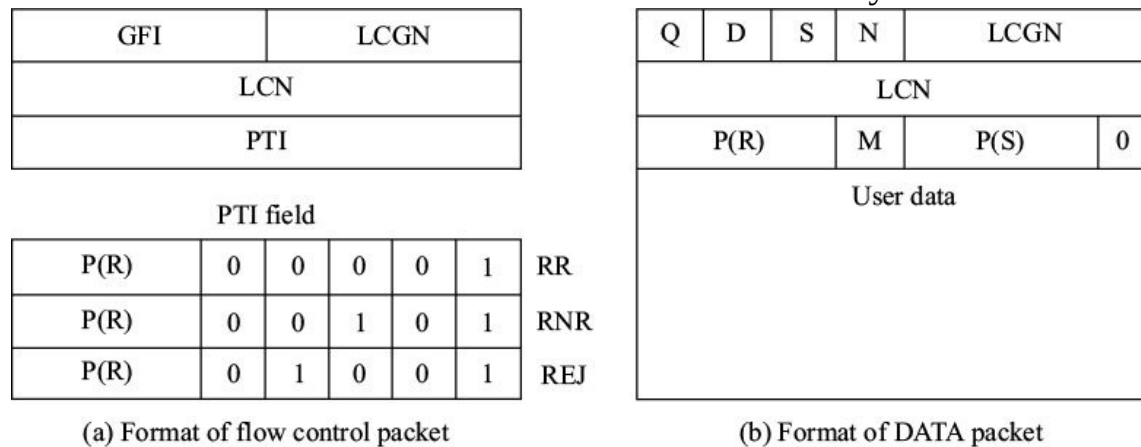 GFI LCGN
LCN
PTI
PTI field
P(R) 0 0 0 0 1 RR
P(R) 0 0 1 0 1 RNR
P(R) 0 1 0 0 1 REJ
(a) Format of flow control packet
Q D S N LCGN
LCN
P(R) M P(S) 0
User data
(b) Format of DATA packet